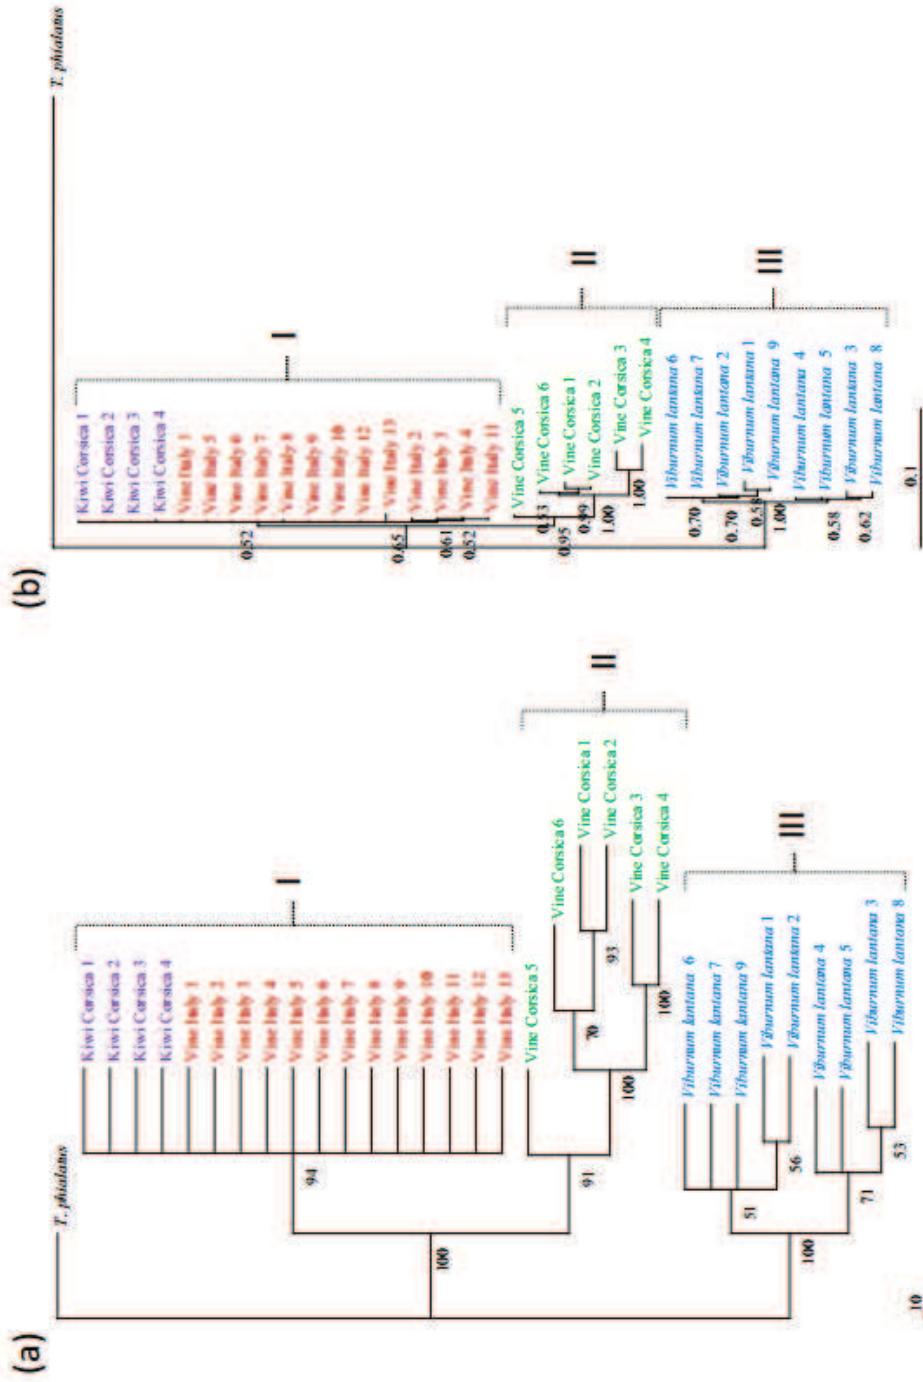 (a)
T. phialatus
Kiwi Corsica 1
Kiwi Corsica 2
Kiwi Corsica 3
Kiwi Corsica 4
Vine Italy 1
Vine Italy 2
Vine Italy 3
Vine Italy 4
Vine Italy 5
Vine Italy 6
Vine Italy 7
Vine Italy 8
Vine Italy 9
Vine Italy 10
Vine Italy 11
Vine Italy 12
Vine Italy 13
I
94
Vine Corsica 5
Vine Corsica 6
Vine Corsica 1
Vine Corsica 2
Vine Corsica 3
Vine Corsica 4
II
100
91
70
93
100
100
Viburnum lantana 6
Viburnum lantana 7
Viburnum lantana 9
Viburnum lantana 1
Viburnum lantana 2
Viburnum lantana 4
Viburnum lantana 5
Viburnum lantana 3
Viburnum lantana 8
III
51
56
100
71
53
10
(b)
T. phialatus
Kiwi Corsica 1
Kiwi Corsica 2
Kiwi Corsica 3
Kiwi Corsica 4
Vine Italy 1
Vine Italy 5
Vine Italy 6
Vine Italy 7
Vine Italy 8
Vine Italy 9
Vine Italy 10
Vine Italy 12
Vine Italy 13
Vine Italy 2
Vine Italy 3
Vine Italy 4
Vine Italy 11
I
0.52
0.65
0.61
0.52
Vine Corsica 5
Vine Corsica 6
Vine Corsica 1
Vine Corsica 2
Vine Corsica 3
Vine Corsica 4
II
0.53
0.95
0.99
1.00
1.00
Viburnum lantana 6
Viburnum lantana 7
Viburnum lantana 2
Viburnum lantana 1
Viburnum lantana 9
Viburnum lantana 4
Viburnum lantana 5
Viburnum lantana 3
Viburnum lantana 8
III
0.70
0.70
0.58
1.00
0.58
0.62
0.1